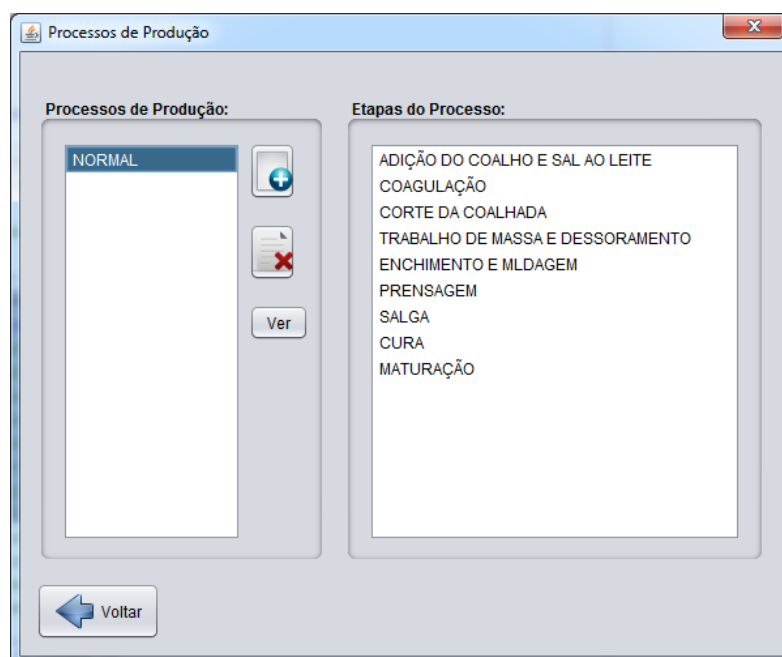 Processos de Produção
Processos de Produção:
NORMAL
Ver
Etapas do Processo:
ADIÇÃO DO COALHO E SAL AO LEITE
COAGULAÇÃO
CORTE DA COALHADA
TRABALHO DE MASSA E DESSORAMENTO
ENCHIMENTO E MLDAGEM
PRENSAGEM
SALGA
CURA
MATURAÇÃO
Voltar